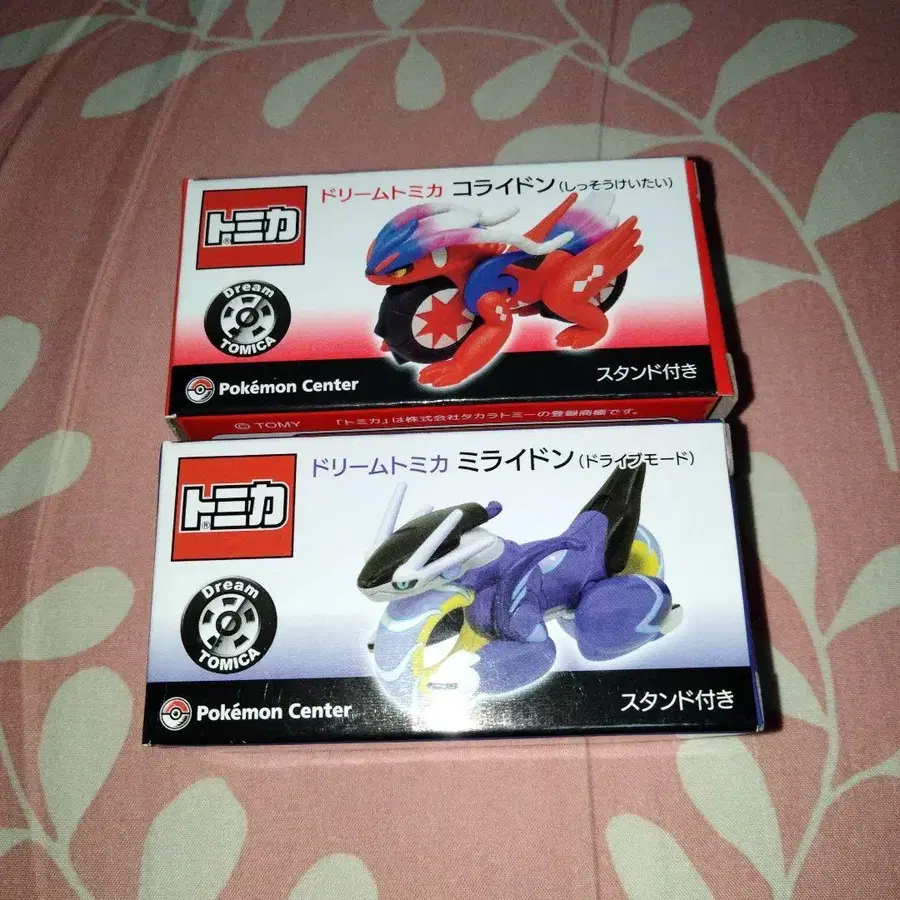 トミカ®
ドリームトミカ コライドン(しっそうけいたい)
Dream
TOMICA
Pokémon Center
スタンド付き
© TOMY 「トミカ」は株式会社タカラトミーの登録商標です。
トミカ®
ドリームトミカ ミライドン(ドライブモード)
Dream
TOMICA
Pokémon Center
スタンド付き